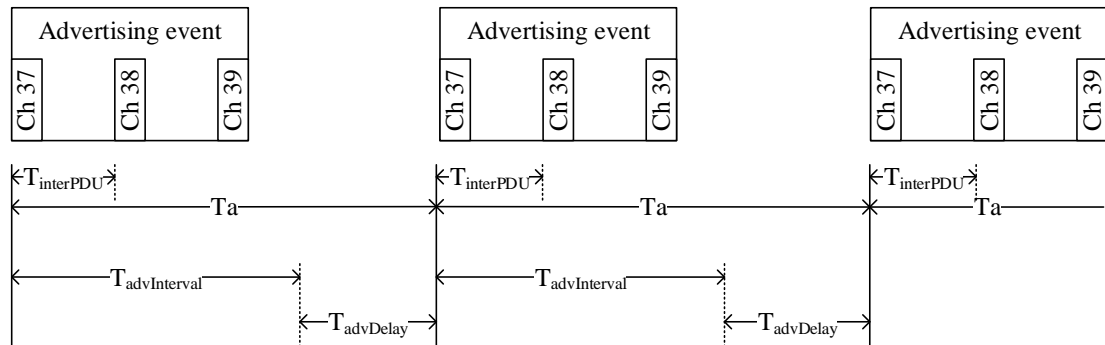 Advertising event
Advertising event
Advertising event
Ch 37
Ch 38
Ch 39
Ch 37
Ch 38
Ch 39
Ch 37
Ch 38
Ch 39
TinterPDU
TinterPDU
TinterPDU
Ta
Ta
Ta
TadvInterval
TadvInterval
TadvDelay
TadvDelay